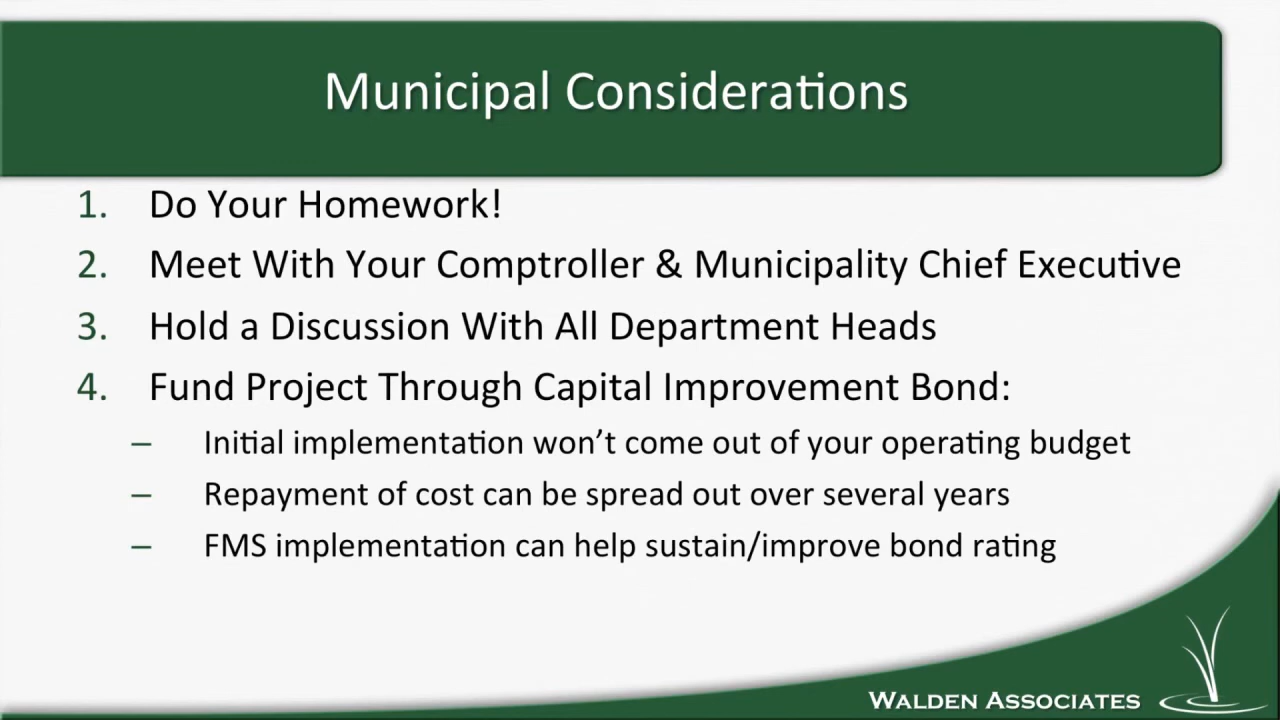 Municipal Considerations
1. Do Your Homework!
2. Meet With Your Comptroller & Municipality Chief Executive
3. Hold a Discussion With All Department Heads
4. Fund Project Through Capital Improvement Bond:
– Initial implementation won’t come out of your operating budget
– Repayment of cost can be spread out over several years
– FMS implementation can help sustain/improve bond rating
WALDEN ASSOCIATES